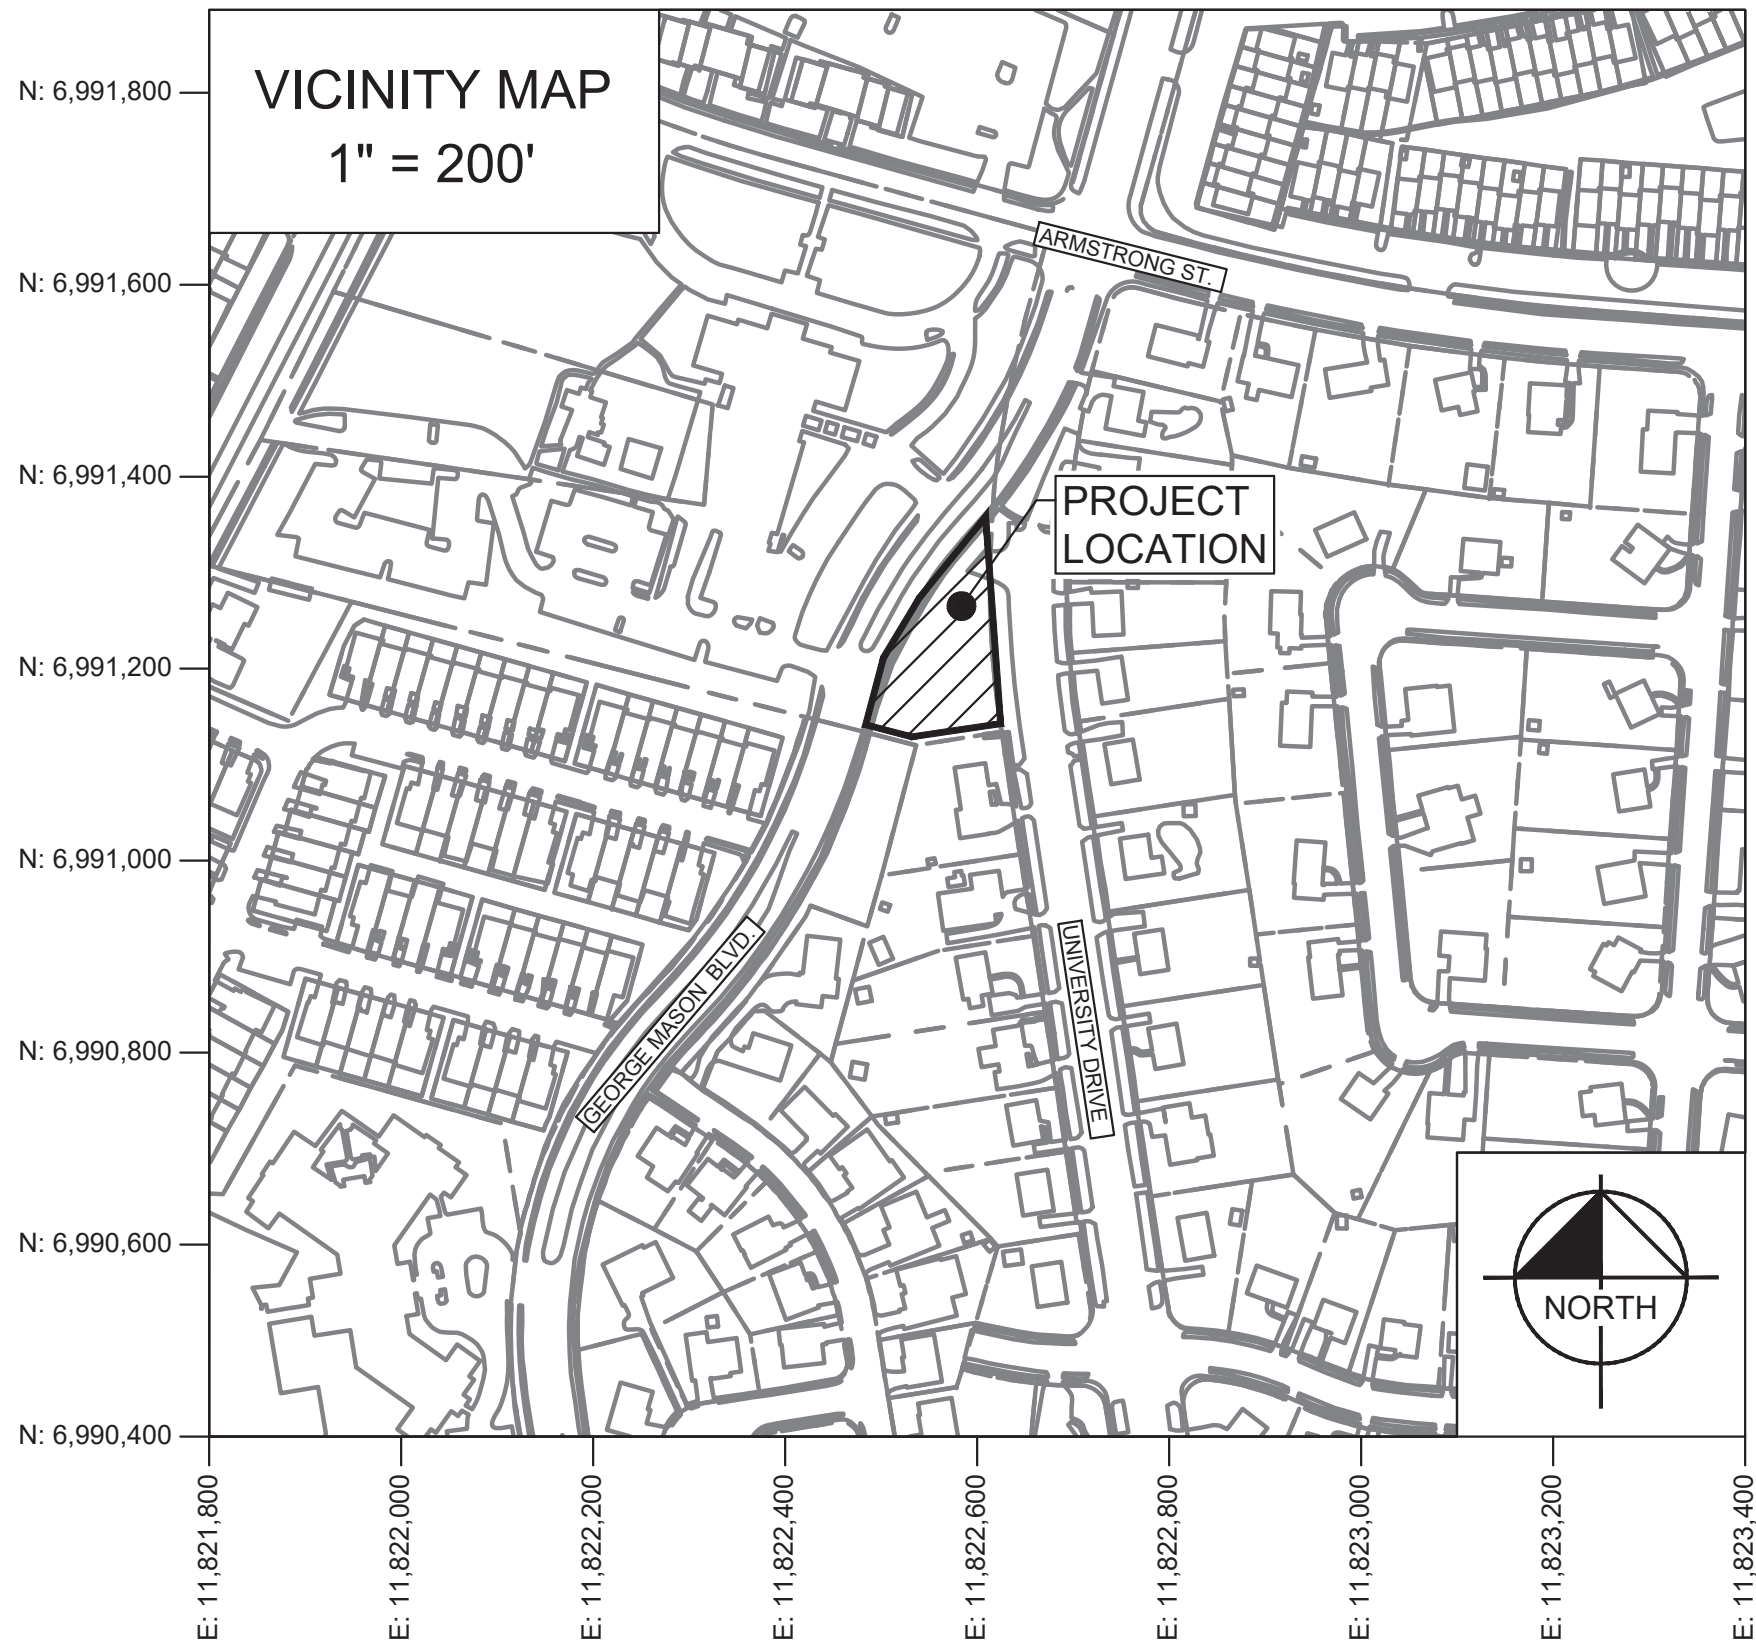 VICINITY MAP
1" = 200'
N: 6,991,800
N: 6,991,600
N: 6,991,400
N: 6,991,200
N: 6,991,000
N: 6,990,800
N: 6,990,600
N: 6,990,400
ARMSTRONG ST.
PROJECT
LOCATION
GEORGE MASON BLVD.
UNIVERSITY DRIVE
NORTH
E: 11,821,800
E: 11,822,000
E: 11,822,200
E: 11,822,400
E: 11,822,600
E: 11,822,800
E: 11,823,000
E: 11,823,200
E: 11,823,400